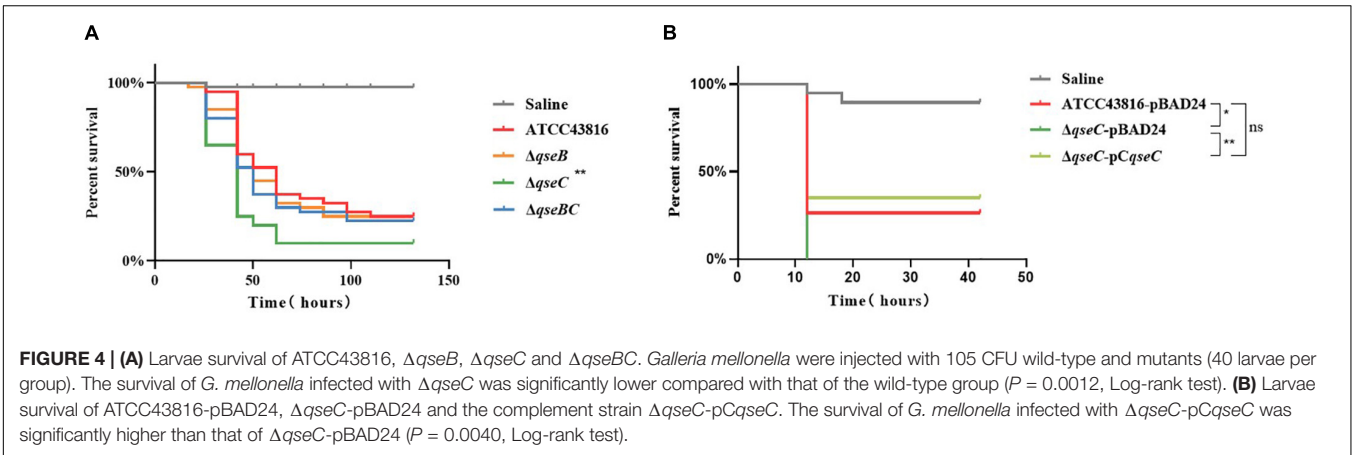 A
B
100%
50%
0%
Percent survival
0
50
100
150
Time( hours)
Saline
ATCC43816
ΔqseB
ΔqseC **
ΔqseBC
100%
50%
0%
Percent survival
0
10
20
30
40
50
Time( hours)
Saline
ATCC43816-pBAD24
ΔqseC-pBAD24
ΔqseC-pCqseC
*
**
ns
FIGURE 4 | (A) Larvae survival of ATCC43816, ΔqseB, ΔqseC and ΔqseBC. Galleria mellonella were injected with 105 CFU wild-type and mutants (40 larvae per
group). The survival of G. mellonella infected with ΔqseC was significantly lower compared with that of the wild-type group (P = 0.0012, Log-rank test). (B) Larvae
survival of ATCC43816-pBAD24, ΔqseC-pBAD24 and the complement strain ΔqseC-pCqseC. The survival of G. mellonella infected with ΔqseC-pCqseC was
significantly higher than that of ΔqseC-pBAD24 (P = 0.0040, Log-rank test).